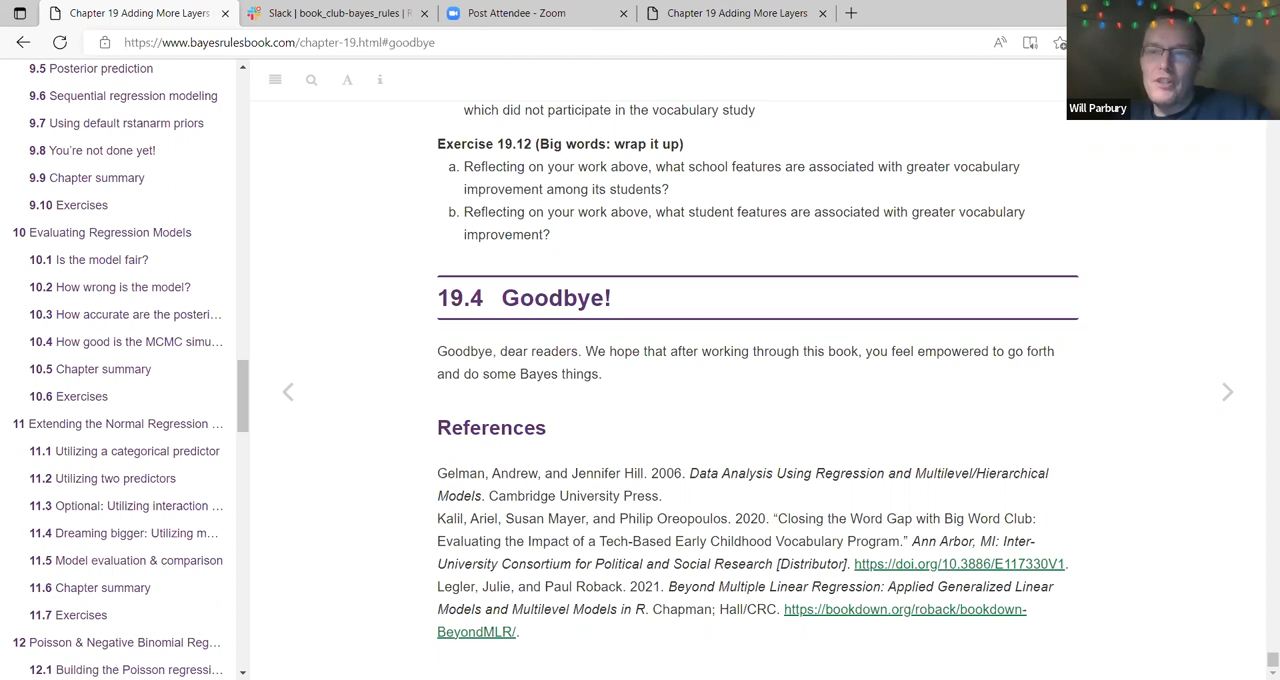 Chapter 19 Adding More Layers
Slack | book_club-bayes_rules | R
Post Attendee - Zoom
Chapter 19 Adding More Layers
https://www.bayesrulesbook.com/chapter-19.html#goodbye
Will Parbury
9.5 Posterior prediction
9.6 Sequential regression modeling
9.7 Using default rstanarm priors
9.8 You're not done yet!
9.9 Chapter summary
9.10 Exercises
10 Evaluating Regression Models
10.1 Is the model fair?
10.2 How wrong is the model?
10.3 How accurate are the posteri...
10.4 How good is the MCMC simu...
10.5 Chapter summary
10.6 Exercises
11 Extending the Normal Regression ...
11.1 Utilizing a categorical predictor
11.2 Utilizing two predictors
11.3 Optional: Utilizing interaction ...
11.4 Dreaming bigger: Utilizing m...
11.5 Model evaluation & comparison
11.6 Chapter summary
11.7 Exercises
12 Poisson & Negative Binomial Reg...
12.1 Building the Poisson regressi...
which did not participate in the vocabulary study
Exercise 19.12 (Big words: wrap it up)
a. Reflecting on your work above, what school features are associated with greater vocabulary
improvement among its students?
b. Reflecting on your work above, what student features are associated with greater vocabulary
improvement?
19.4 Goodbye!
Goodbye, dear readers. We hope that after working through this book, you feel empowered to go forth
and do some Bayes things.
References
Gelman, Andrew, and Jennifer Hill. 2006. Data Analysis Using Regression and Multilevel/Hierarchical
Models. Cambridge University Press.
Kalil, Ariel, Susan Mayer, and Philip Oreopoulos. 2020. “Closing the Word Gap with Big Word Club:
Evaluating the Impact of a Tech-Based Early Childhood Vocabulary Program.” Ann Arbor, MI: Inter-
University Consortium for Political and Social Research [Distributor]. https://doi.org/10.3886/E117330V1.
Legler, Julie, and Paul Roback. 2021. Beyond Multiple Linear Regression: Applied Generalized Linear
Models and Multilevel Models in R. Chapman; Hall/CRC. https://bookdown.org/roback/bookdown-
BeyondMLR/.